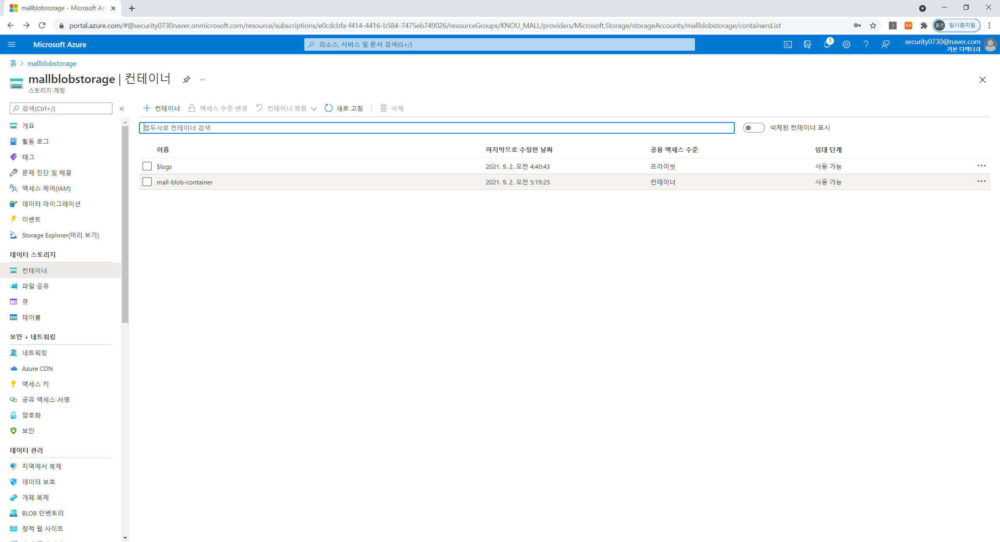 mallblobstorage - Microsoft Az
portal.azure.com/#@security0730naver.onmicrosoft.com/resource/subscriptions/e0cdcbfa-f414-4416-b584-7475eb749026/resourceGroups/KNOU_MALL/providers/Microsoft.Storage/storageAccounts/mallblobstorage/containersList
I
EX
충건
일시중지됨
Microsoft Azure
리소스, 서비스 및 문서 검색(G+/)
5
security0730@naver.com
기본 디렉터리
홈 > mallblobstorage
mallblobstorage | 컨테이너
스토리지 계정
검색(Ctrl+/)
컨테이너
액세스 수준 변경
컨테이너 복원
새로 고침
삭제
접두사로 컨테이너 검색
삭제된 컨테이너 표시
이름 마지막으로 수정한 날짜 공용 액세스 수준 임대 단계
$logs 2021. 9. 2. 오전 4:40:43 프라이빗 사용 가능
mall-blob-container 2021. 9. 2. 오전 5:19:25 컨테이너 사용 가능
개요
활동 로그
태그
문제 진단 및 해결
액세스 제어(IAM)
데이터 마이그레이션
이벤트
Storage Explorer(미리 보기)
데이터 스토리지
컨테이너
파일 공유
큐
테이블
보안 + 네트워킹
네트워킹
Azure CDN
액세스 키
공유 액세스 서명
암호화
보안
데이터 관리
지역에서 복제
데이터 보호
개체 복제
BLOB 인벤토리
정적 웹 사이트